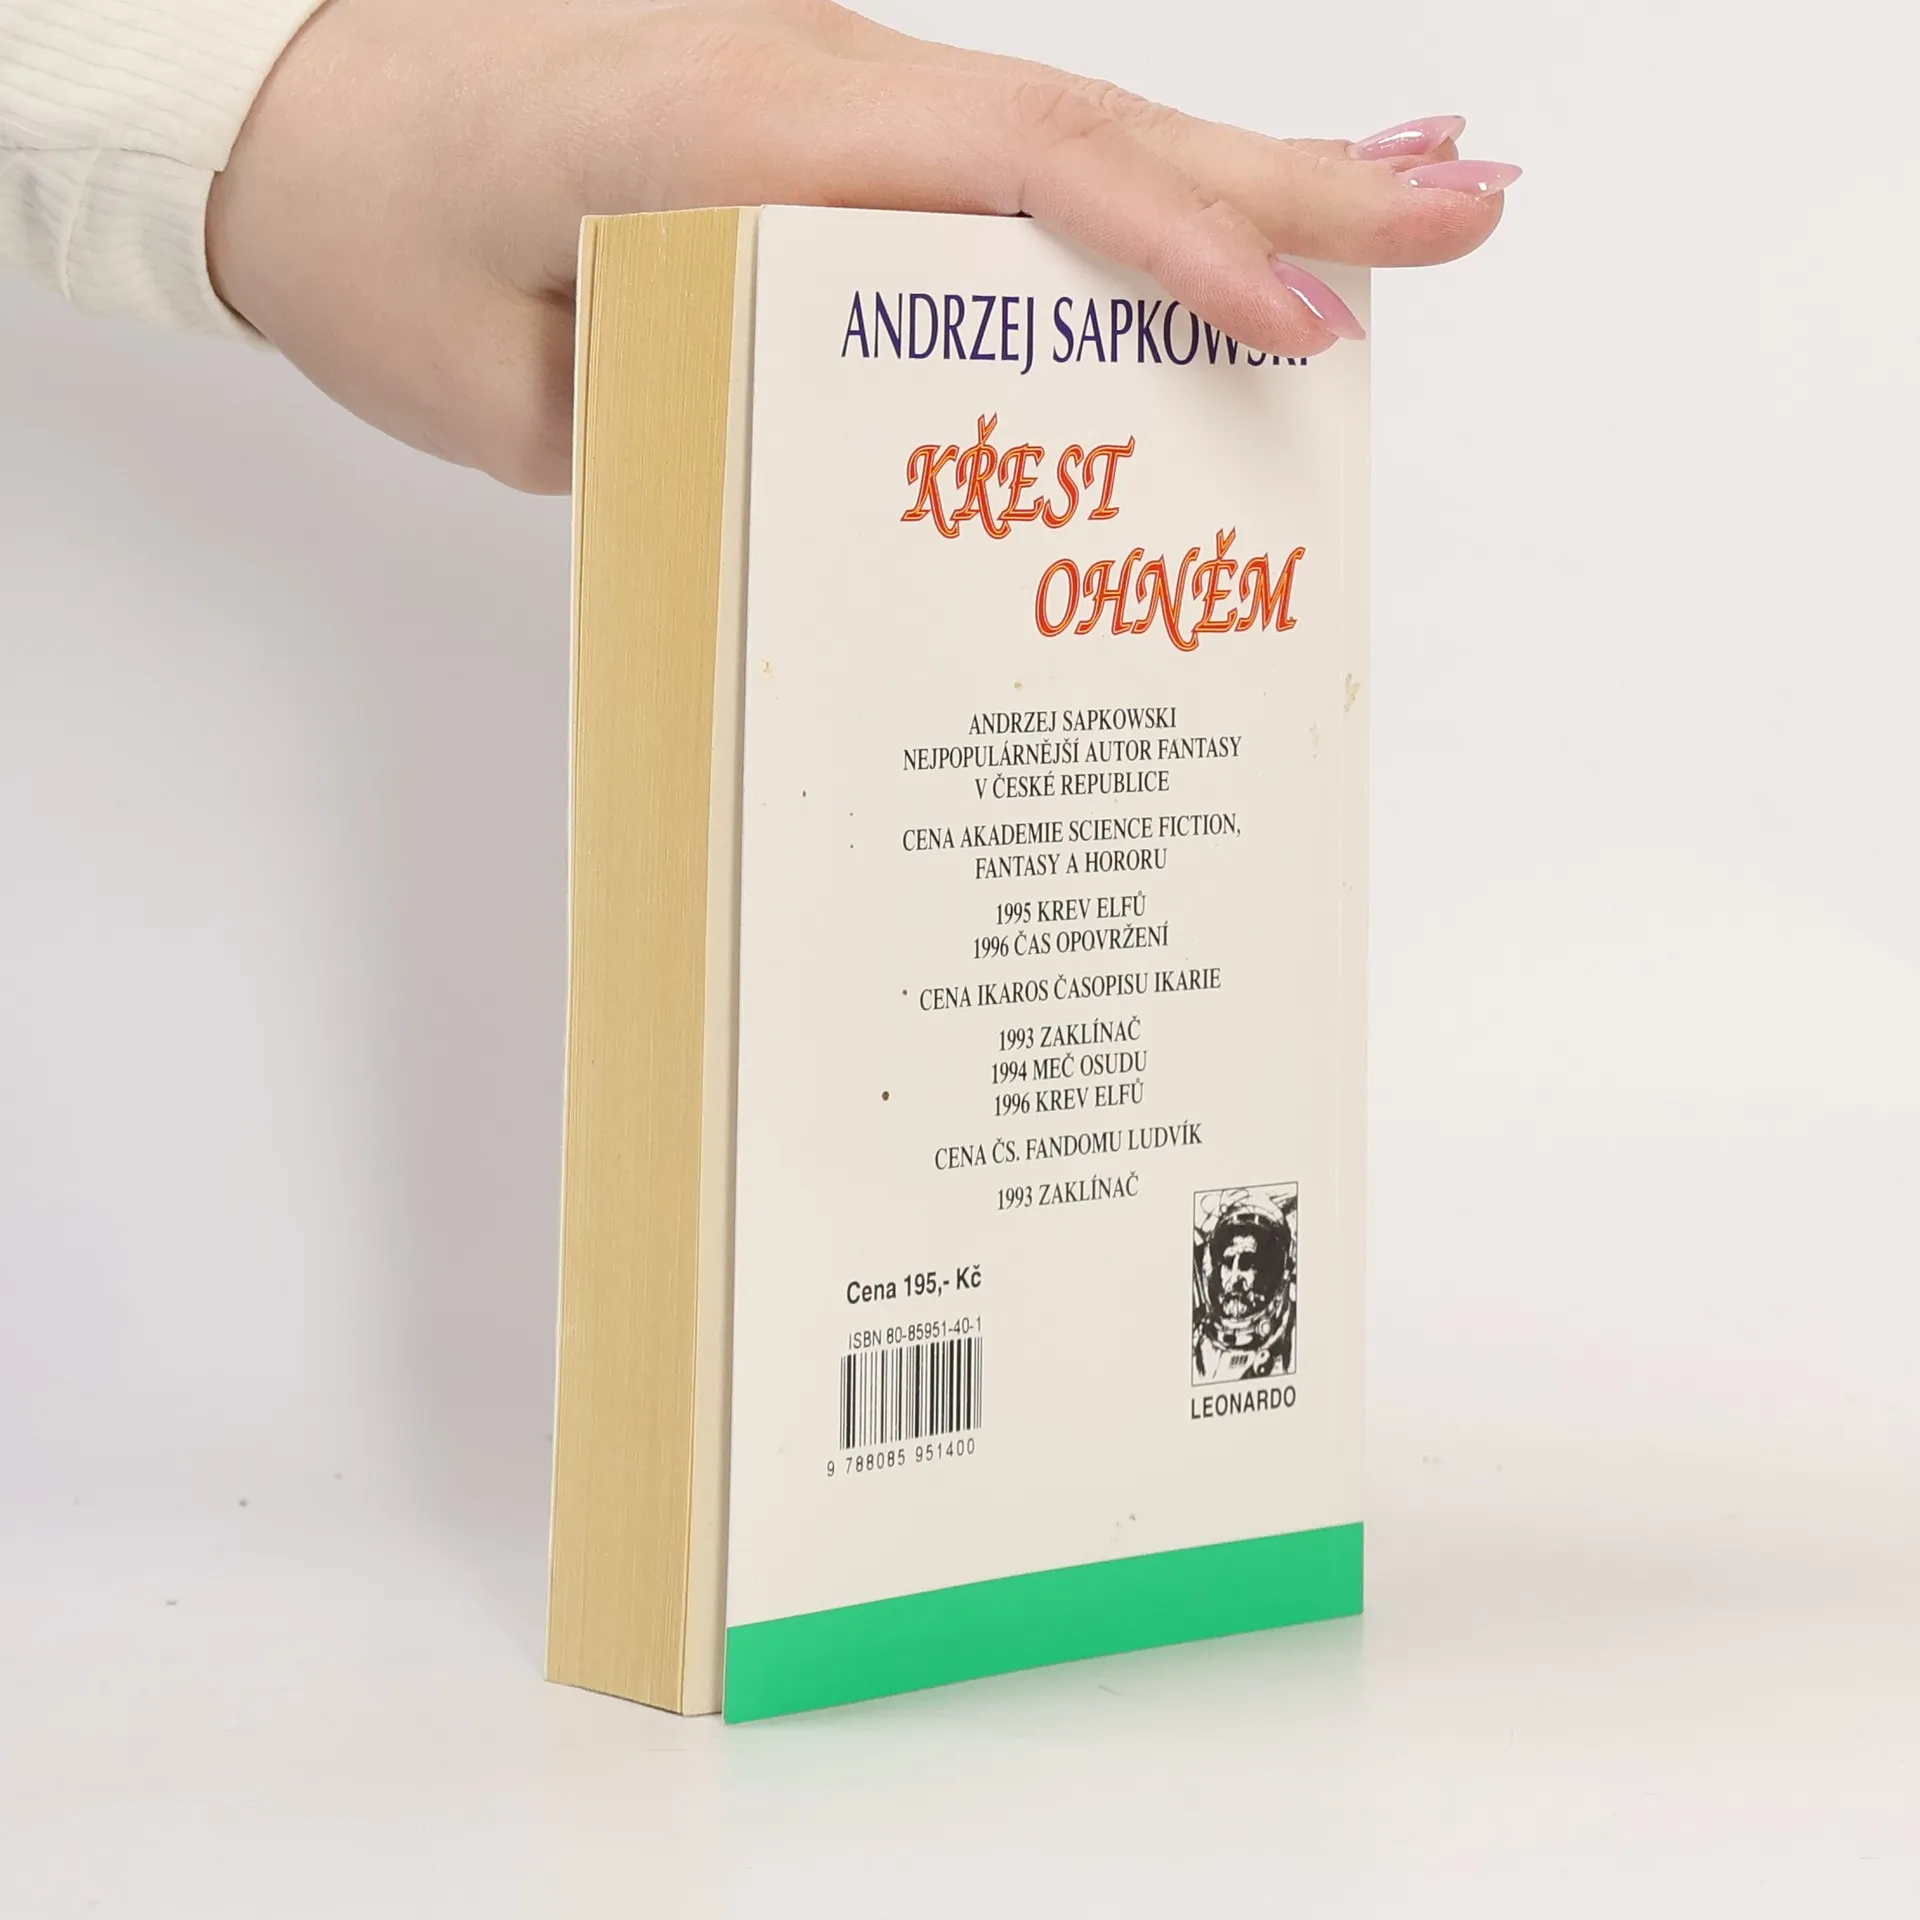 ANDRZEJ SAPKOWSKI
KŘEST
OHNĚM
ANDRZEJ SAPKOWSKI
NEJPOPULÁRNĚJŠÍ AUTOR FANTASY
V ČESKÉ REPUBLICE
CENA AKADEMIE SCIENCE FICTION,
FANTASY A HORORU
1995 KREV ELFŮ
1996 ČAS OPOVRŽENÍ
CENA IKAROS ČASOPISU IKARIE
1993 ZAKLÍNAČ
1994 MEČ OSUDU
1996 KREV ELFŮ
CENA ČS. FANDOMU LUDVÍK
1993 ZAKLÍNAČ
Cena 195,- Kč
ISBN 80-85951-40-1
9 788085 951400
LEONARDO